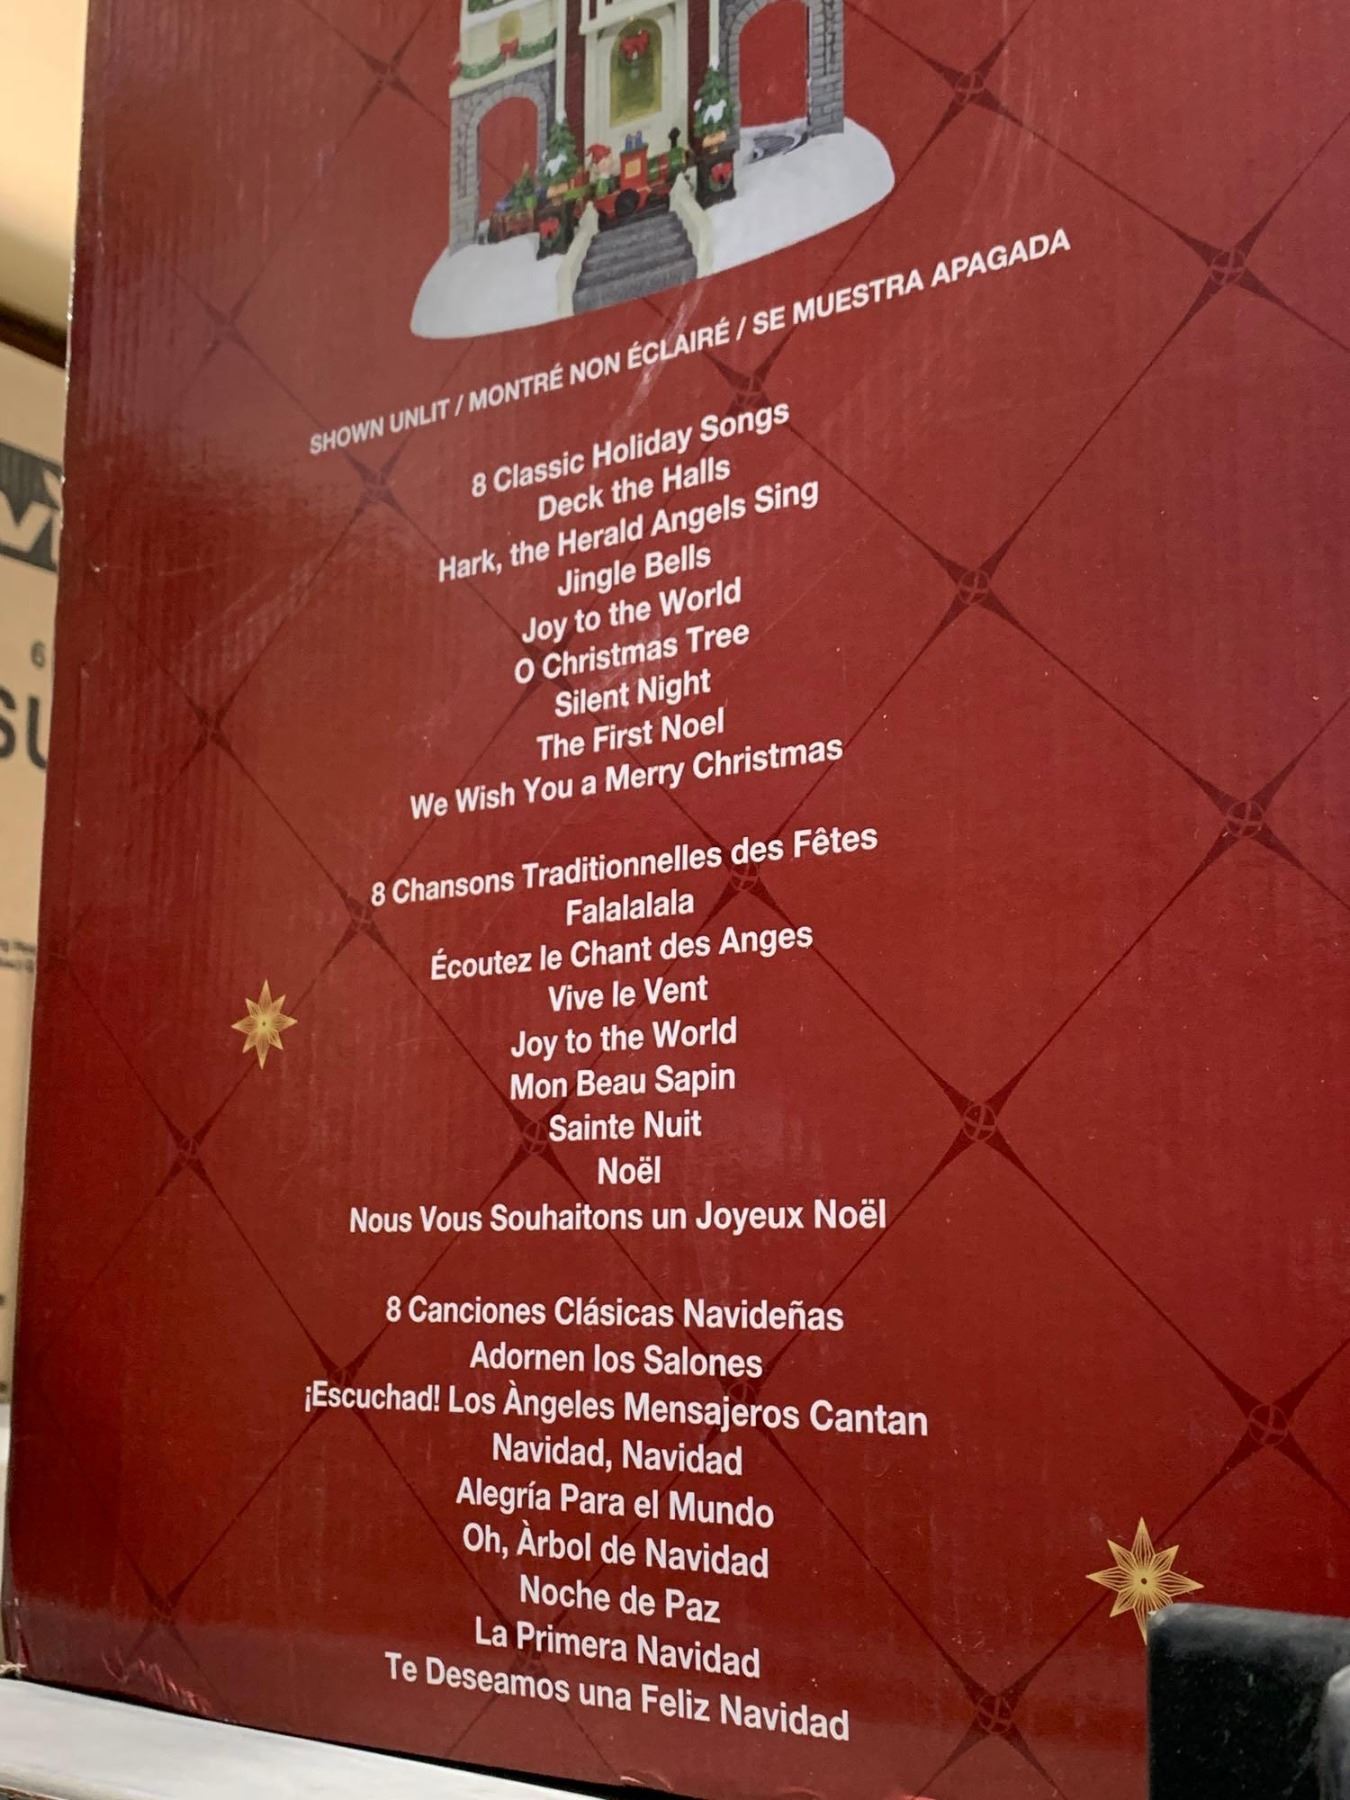 SHOWN UNLIT / MONTRÉ NON ÉCLAIRÉ / SE MUESTRA APAGADA
8 Classic Holiday Songs
Deck the Halls
Hark, the Herald Angels Sing
Jingle Bells
Joy to the World
O Christmas Tree
Silent Night
The First Noel
We Wish You a Merry Christmas
8 Chansons Traditionnelles des Fêtes
Falalalala
Écoutez le Chant des Anges
Vive le Vent
Joy to the World
Mon Beau Sapin
Sainte Nuit
Noël
Nous Vous Souhaitons un Joyeux Noël
8 Canciones Clásicas Navideñas
Adornen los Salones
¡Escuchad! Los Àngeles Mensajeros Cantan
Navidad, Navidad
Alegría Para el Mundo
Oh, Àrbol de Navidad
Noche de Paz
La Primera Navidad
Te Deseamos una Feliz Navidad
6
SU